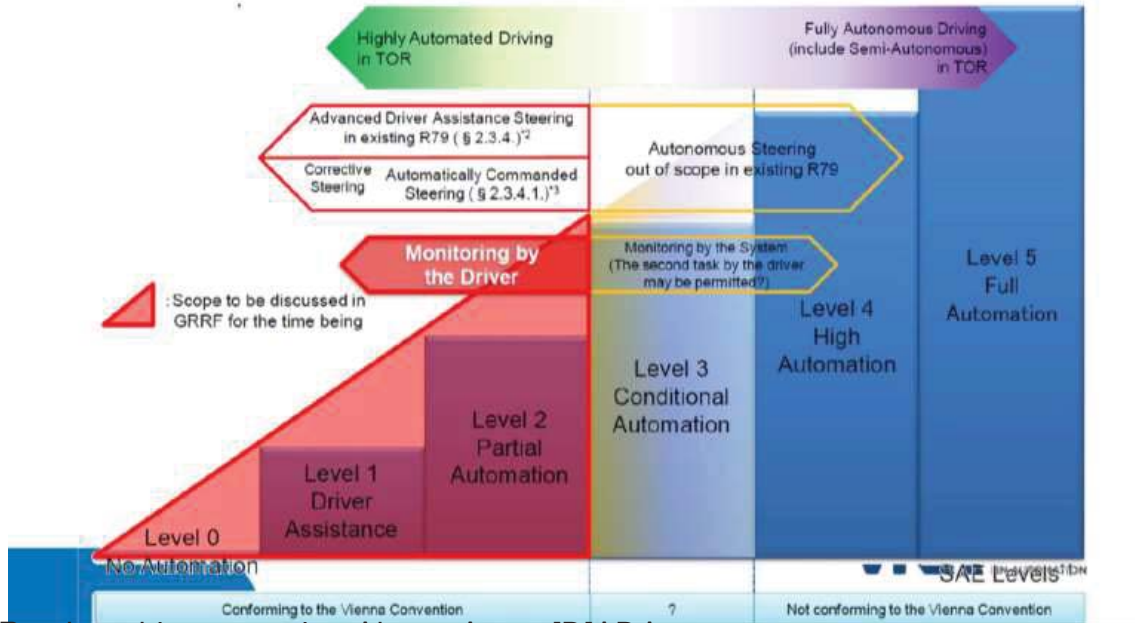 Highly Automated Driving
in TOR
Fully Autonomous Driving
(include Semi-Autonomous)
in TOR
Advanced Driver Assistance Steering
in existing R79 ( § 2.3.4.)*2
Corrective
Steering
Automatically Commanded
Steering ( § 2.3.4.1.)*3
Autonomous Steering
out of scope in existing R79
Monitoring by
the Driver
Monitoring by the System
(The second task by the driver
may be permitted?)
: Scope to be discussed in
GRRF for the time being
Level 0
No Automation
Level 1
Driver
Assistance
Level 2
Partial
Automation
Level 3
Conditional
Automation
Level 4
High
Automation
Level 5
Full
Automation
SAE Levels*1
Conforming to the Vienna Convention
?
Not conforming to the Vienna Convention